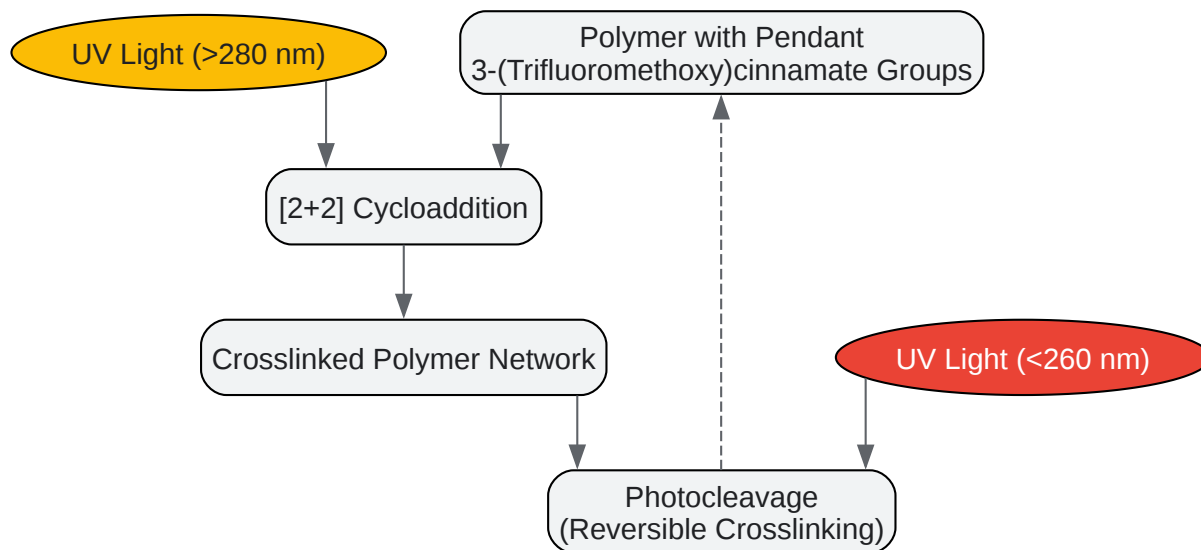 UV Light (>280 nm)
Polymer with Pendant
3-(Trifluoromethoxy)cinnamate Groups
[2+2] Cycloaddition
Crosslinked Polymer Network
UV Light (<260 nm)
Photocleavage
(Reversible Crosslinking)